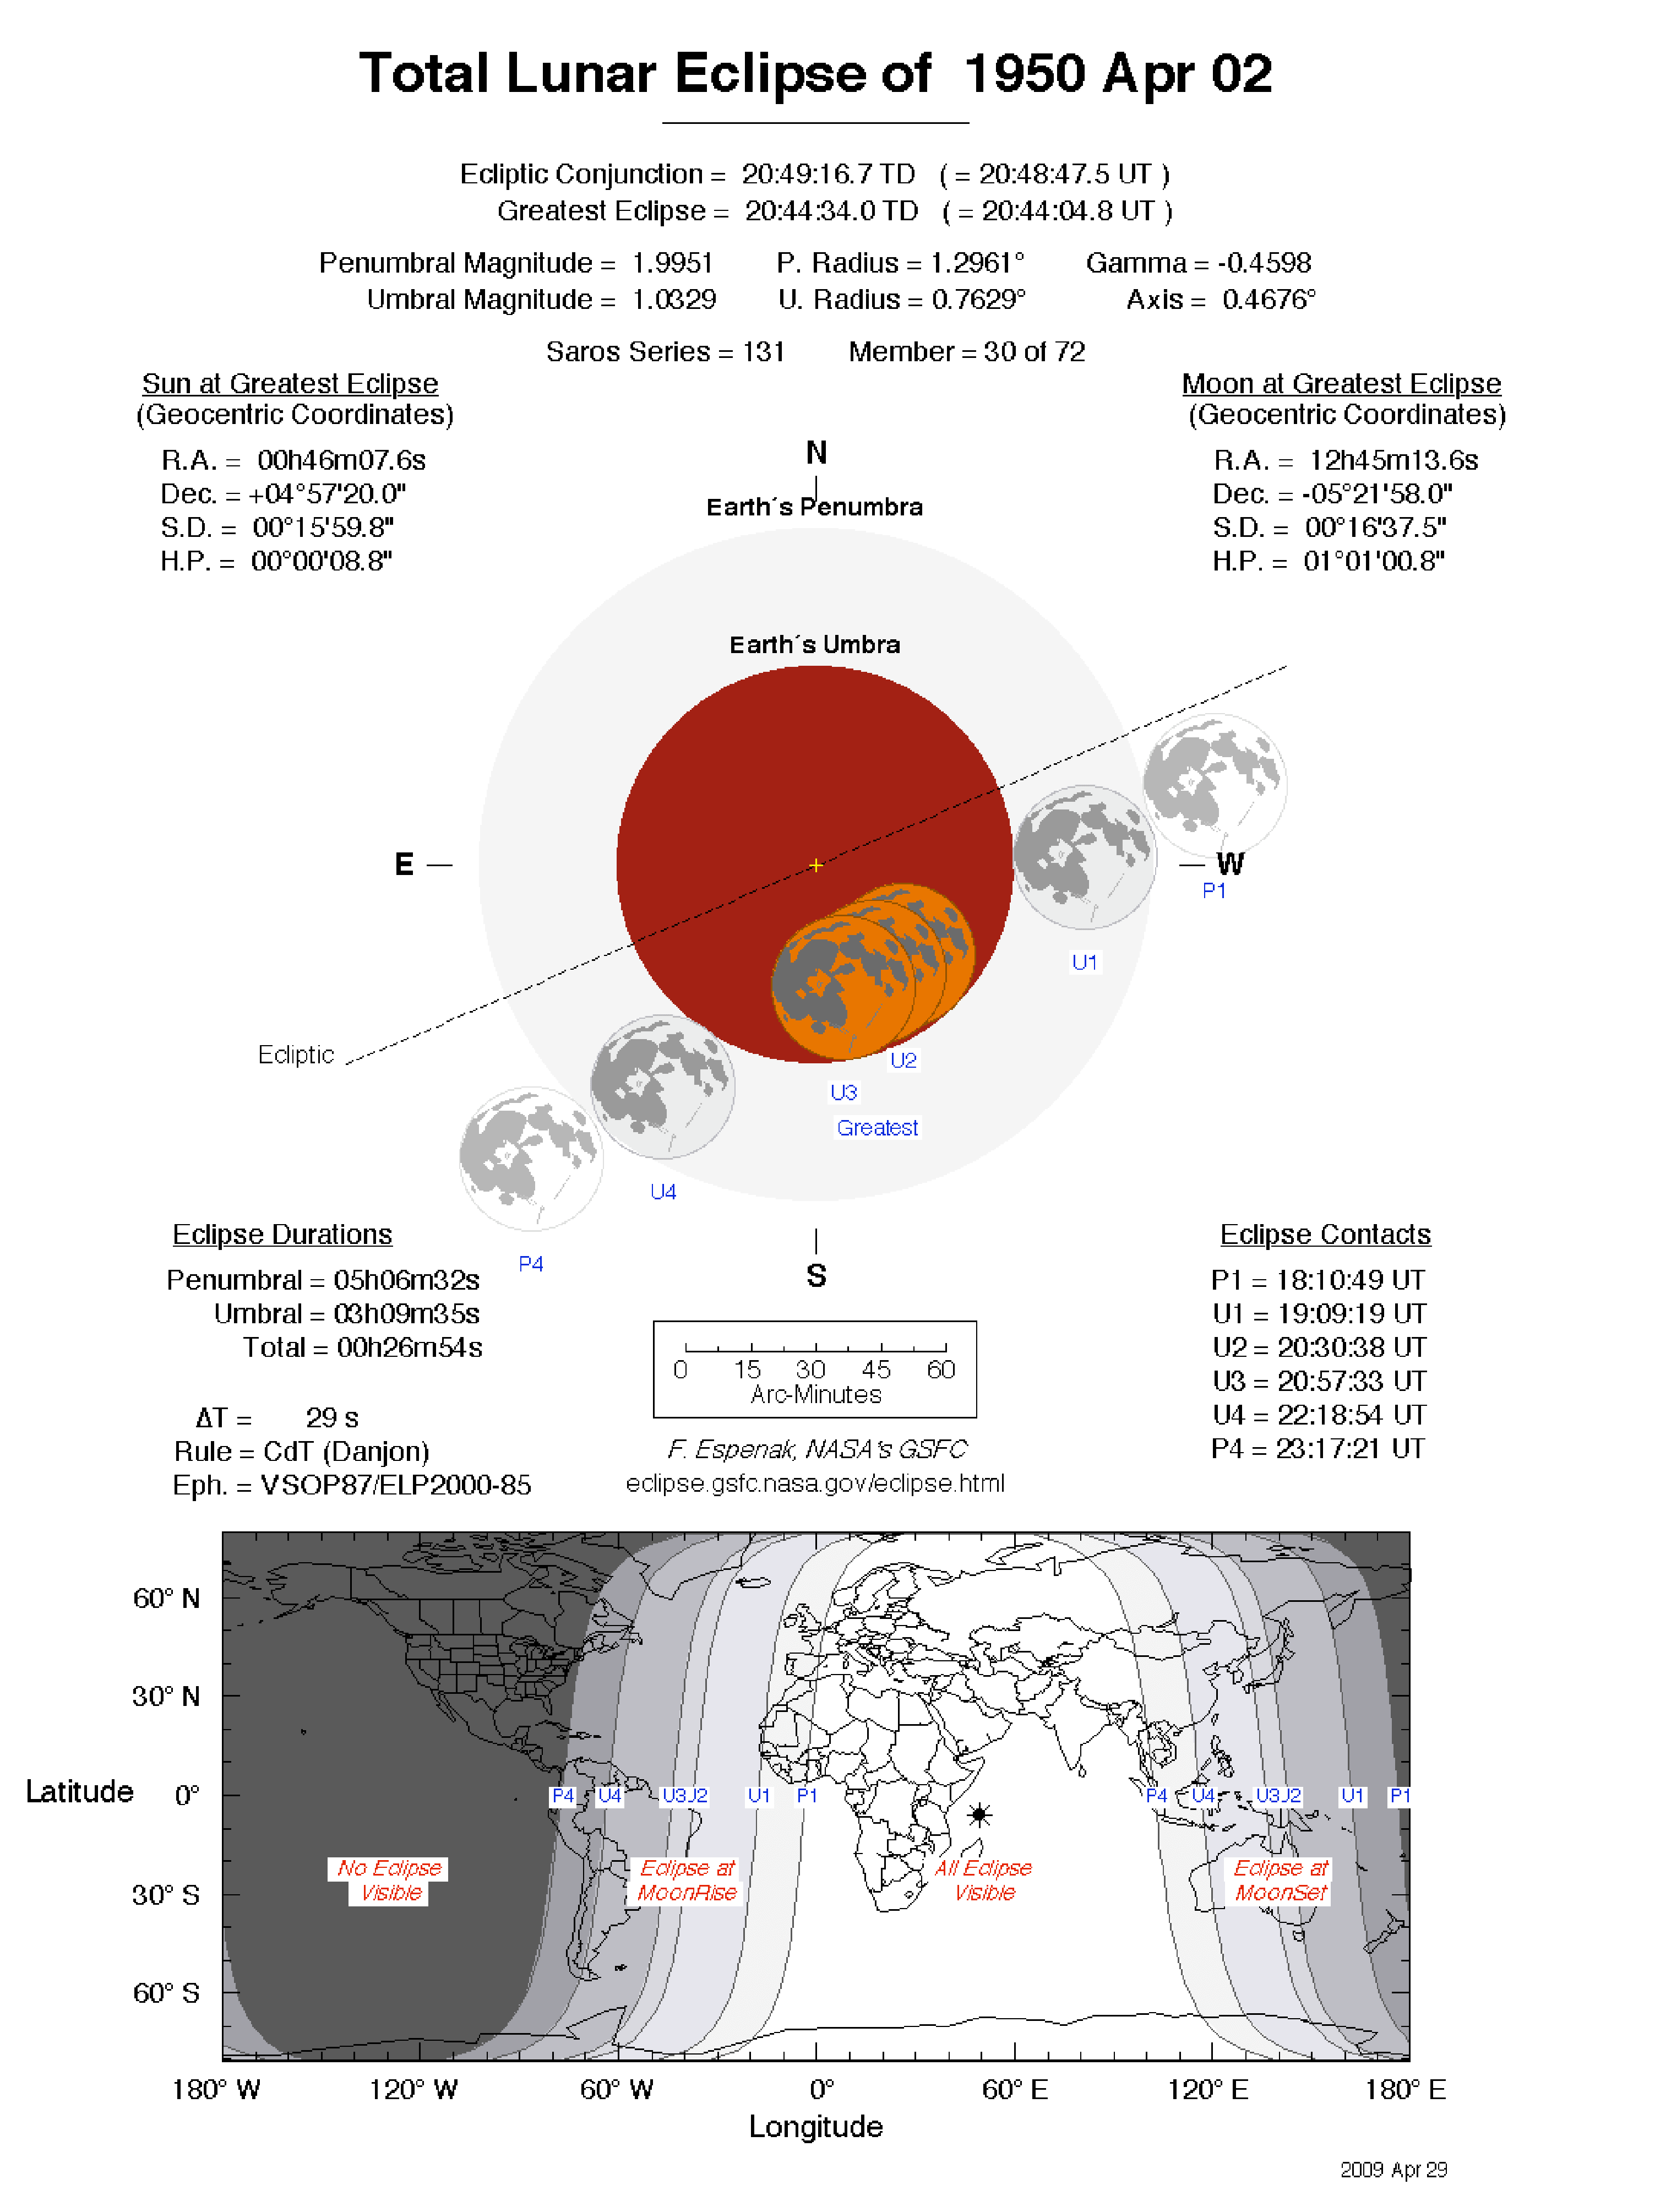 Total Lunar Eclipse of 1950 Apr 02
Ecliptic Conjunction = 20:49:16.7 TD ( = 20:48:47.5 UT )
Greatest Eclipse = 20:44:34.0 TD ( = 20:44:04.8 UT )
Penumbral Magnitude = 1.9951 P. Radius = 1.2961° Gamma = -0.4598
Umbral Magnitude = 1.0329 U. Radius = 0.7629° Axis = 0.4676°
Saros Series = 131 Member = 30 of 72
Sun at Greatest Eclipse
(Geocentric Coordinates)
R.A. = 00h46m07.6s
Dec. = +04°57'20.0"
S.D. = 00°15'59.8"
H.P. = 00°00'08.8"
Moon at Greatest Eclipse
(Geocentric Coordinates)
R.A. = 12h45m13.6s
Dec. = -05°21'58.0"
S.D. = 00°16'37.5"
H.P. = 01°01'00.8"
N
Earth´s Penumbra
Earth´s Umbra
E
W
P1
U1
Ecliptic
U2
U3
Greatest
U4
P4
S
Eclipse Durations
Penumbral = 05h06m32s
Umbral = 03h09m35s
Total = 00h26m54s
ΔT = 29 s
Rule = CdT (Danjon)
Eph. = VSOP87/ELP2000-85
0 15 30 45 60
Arc-Minutes
F. Espenak, NASA's GSFC
eclipse.gsfc.nasa.gov/eclipse.html
Eclipse Contacts
P1 = 18:10:49 UT
U1 = 19:09:19 UT
U2 = 20:30:38 UT
U3 = 20:57:33 UT
U4 = 22:18:54 UT
P4 = 23:17:21 UT
60° N
30° N
Latitude 0°
30° S
60° S
P4 U4 U3 U2 U1 P1 P4 U4 U3 U2 U1 P1
No Eclipse
Visible
Eclipse at
MoonRise
All Eclipse
Visible
Eclipse at
MoonSet
180° W 120° W 60° W 0° 60° E 120° E 180° E
Longitude
2009 Apr 29